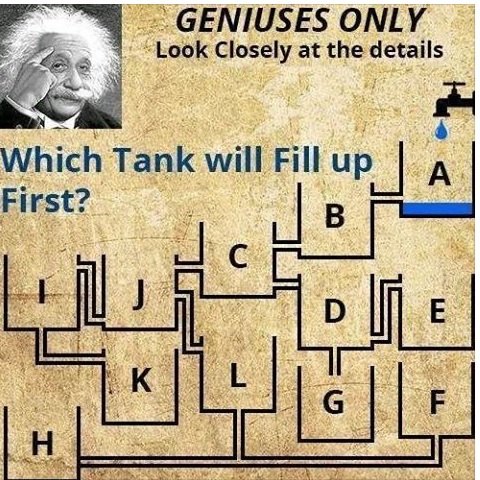 GENIUSES ONLY
Look Closely at the details
Which Tank will Fill up
First?
A
B
C
I
J
D
E
K
L
G
F
H